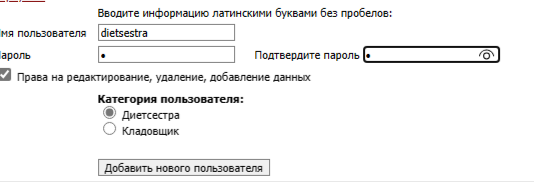 Вводите информацию латинскими буквами без пробелов:
мя пользователя dietsestra
ароль • Подтвердите пароль •
Права на редактирование, удаление, добавление данных
Категория пользователя:
Диетсестра
Кладовщик
Добавить нового пользователя